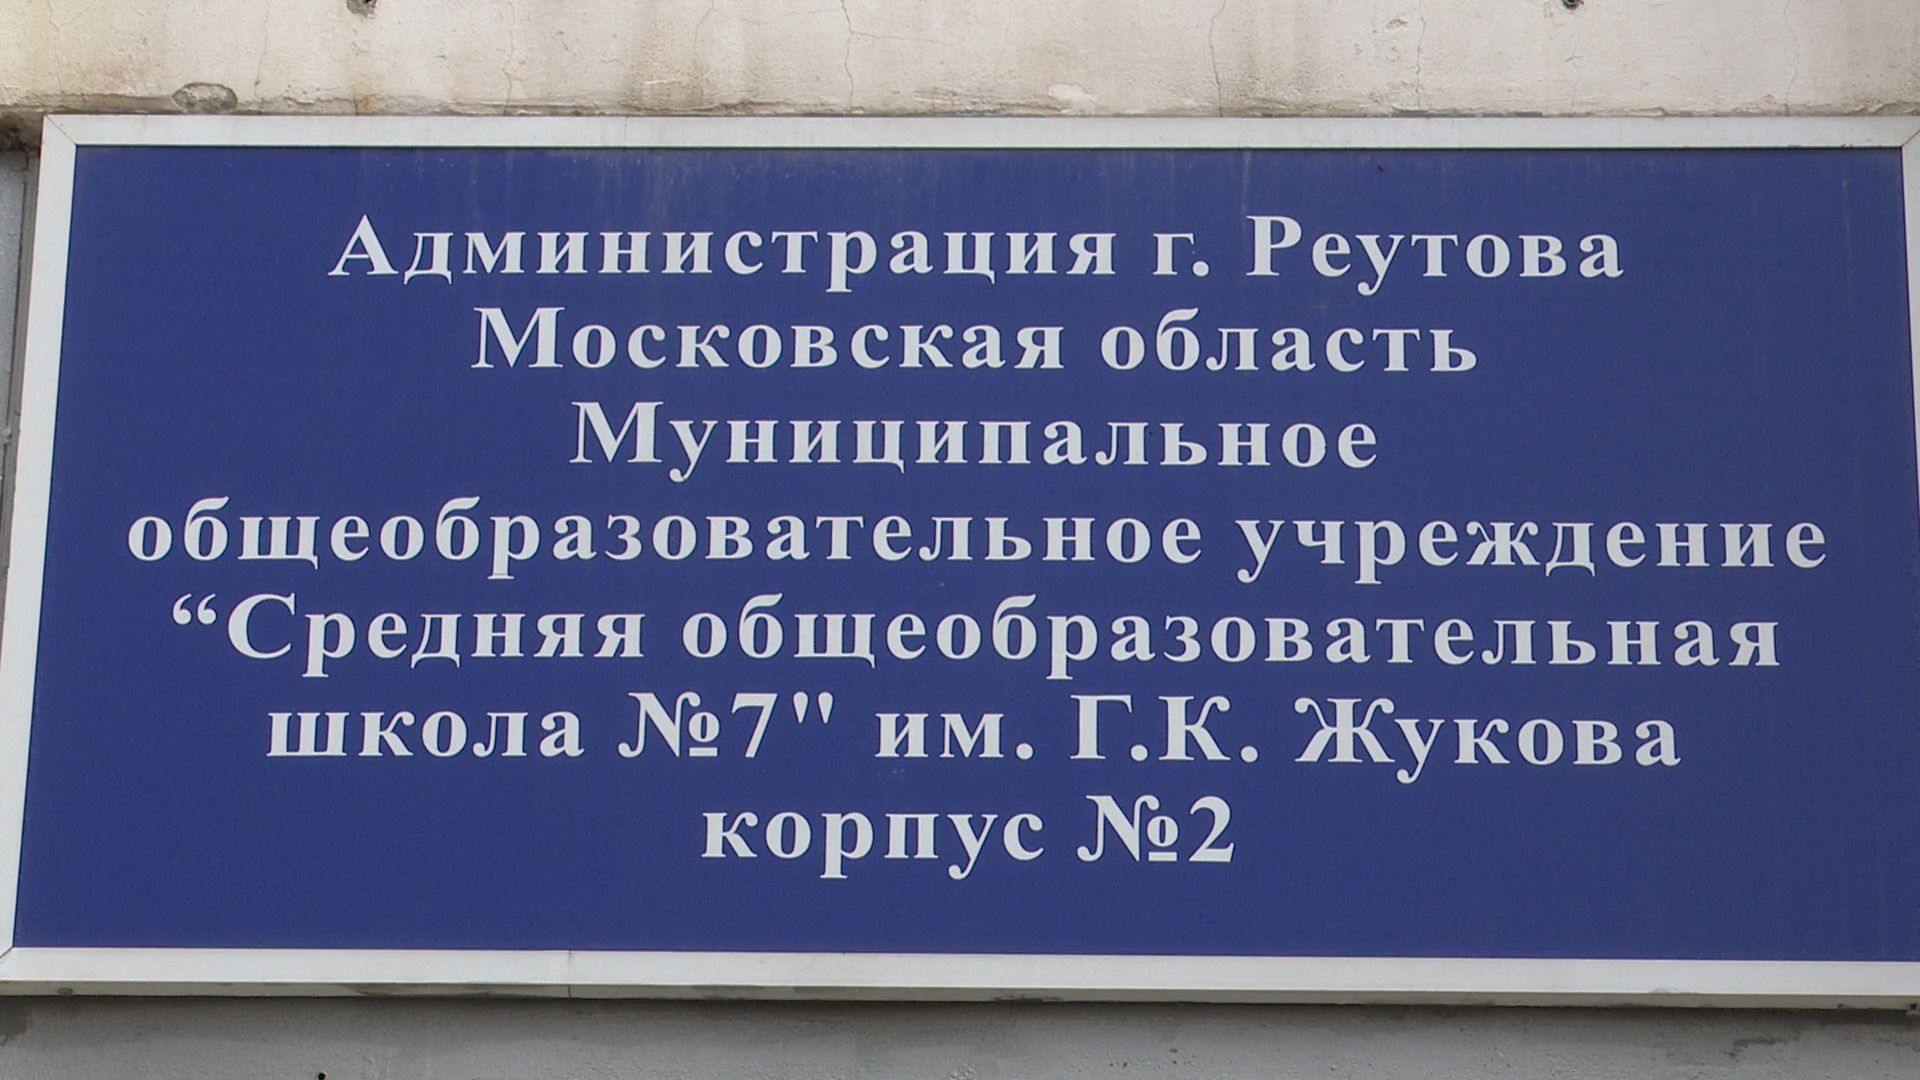 Администрация г. Реутова
Московская область
Муниципальное
общеобразовательное учреждение
“Средняя общеобразовательная
школа №7" им. Г.К. Жукова
корпус №2